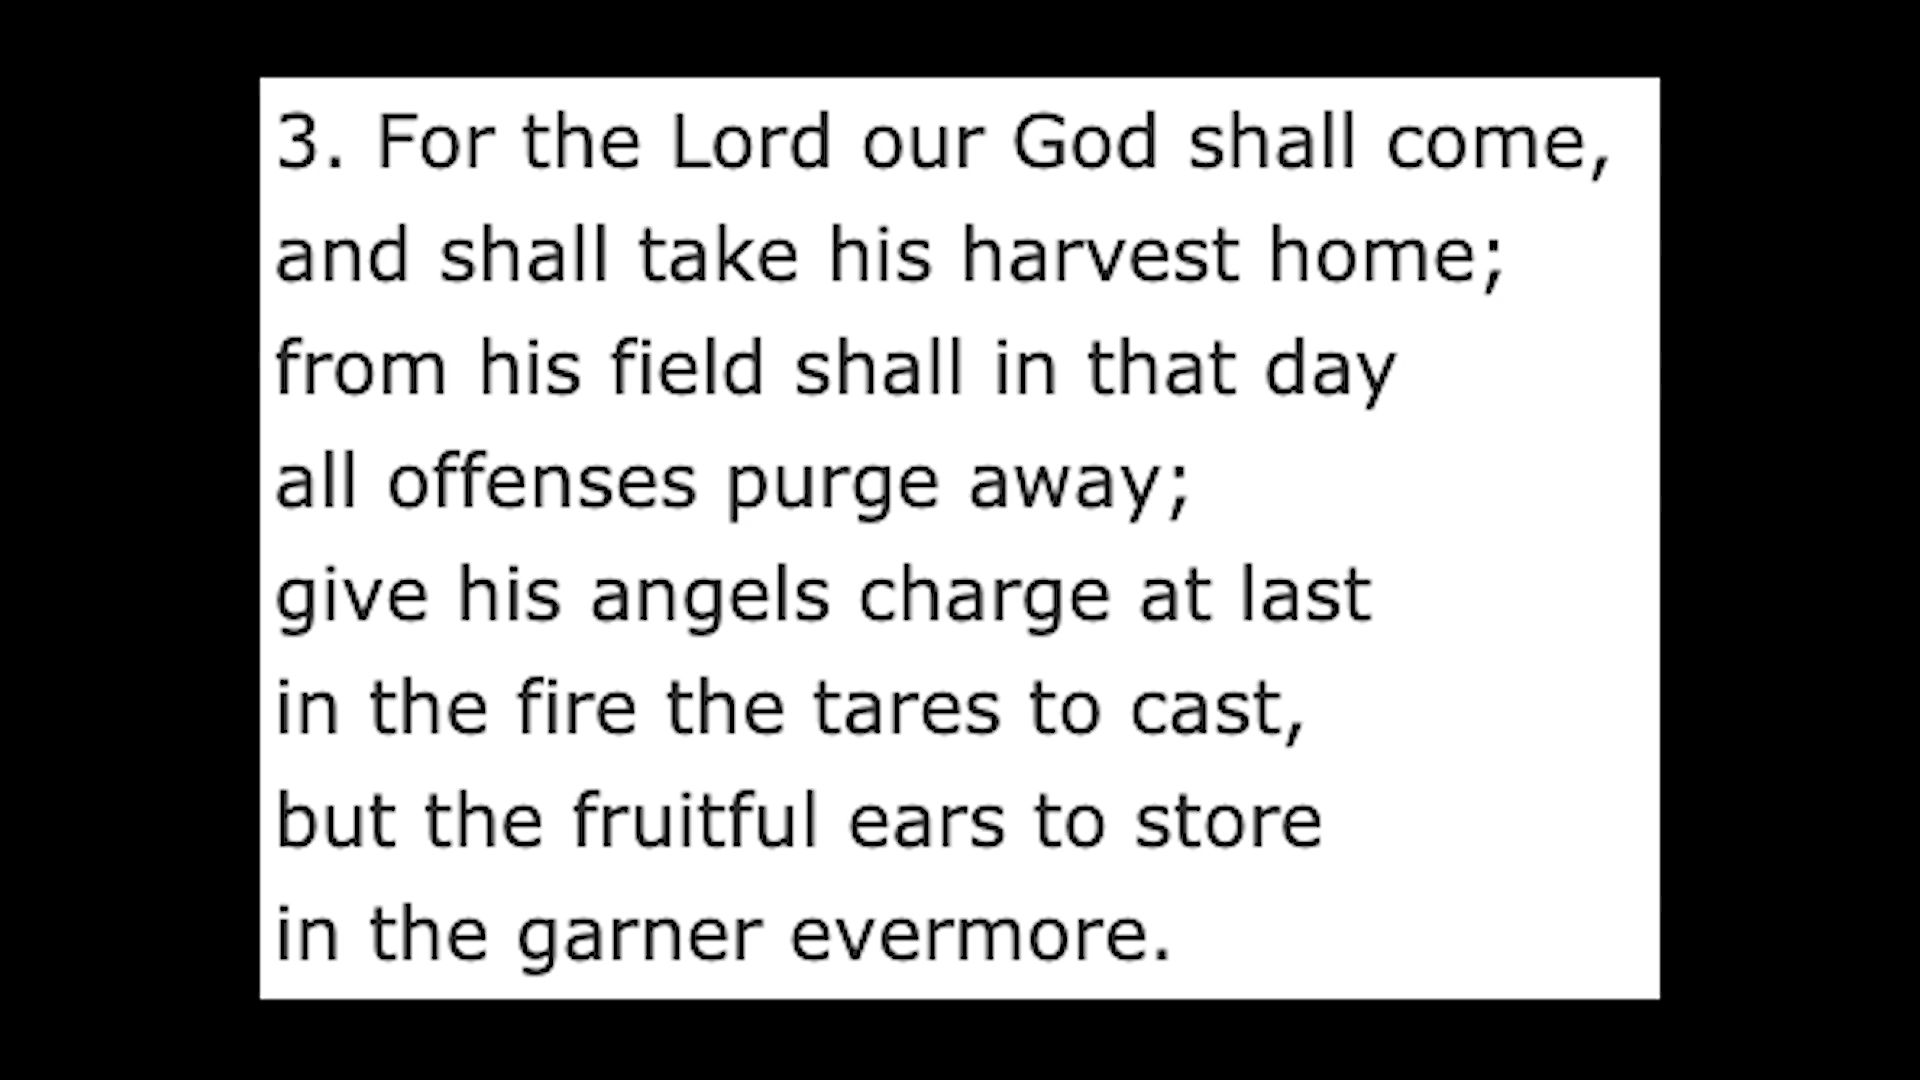 3. For the Lord our God shall come,
and shall take his harvest home;
from his field shall in that day
all offenses purge away;
give his angels charge at last
in the fire the tares to cast,
but the fruitful ears to store
in the garner evermore.